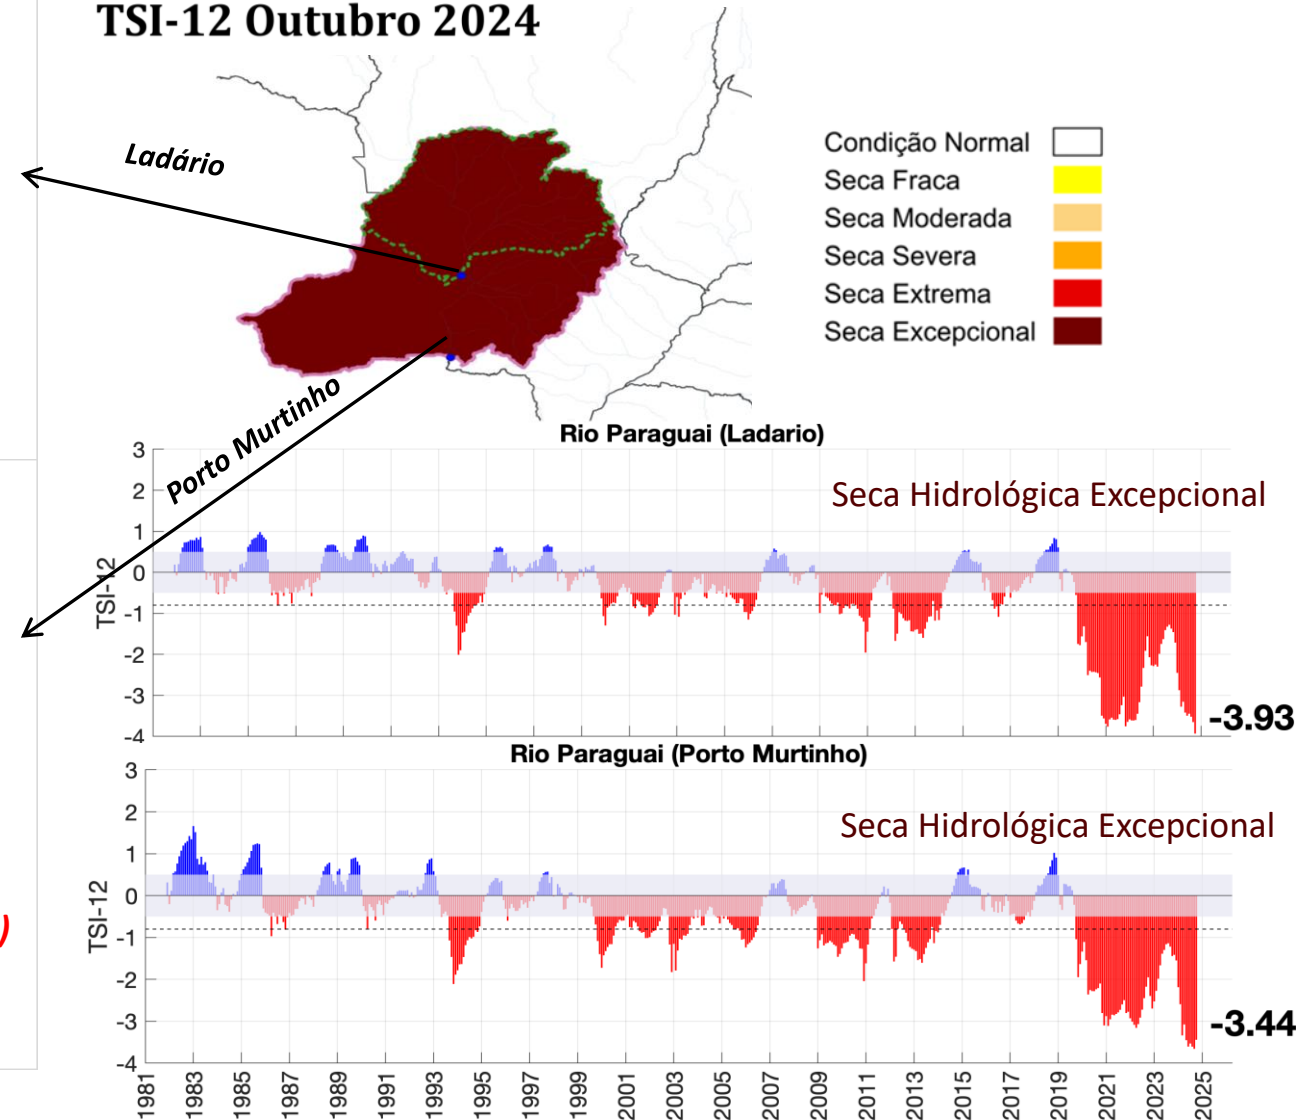 TSI-12 Outubro 2024
Ladário
Porto Murtinho
Condição Normal
Seca Fraca
Seca Moderada
Seca Severa
Seca Extrema
Seca Excepcional
Rio Paraguai (Ladario)
Seca Hidrológica Excepcional
TSI-12
3
2
1
0
-1
-2
-3
-4
-3.93
Rio Paraguai (Porto Murtinho)
Seca Hidrológica Excepcional
TSI-12
3
2
1
0
-1
-2
-3
-4
-3.44
)
1981 1983 1985 1987 1989 1991 1993 1995 1997 1999 2001 2003 2005 2007 2009 2011 2013 2015 2017 2019 2021 2023 2025